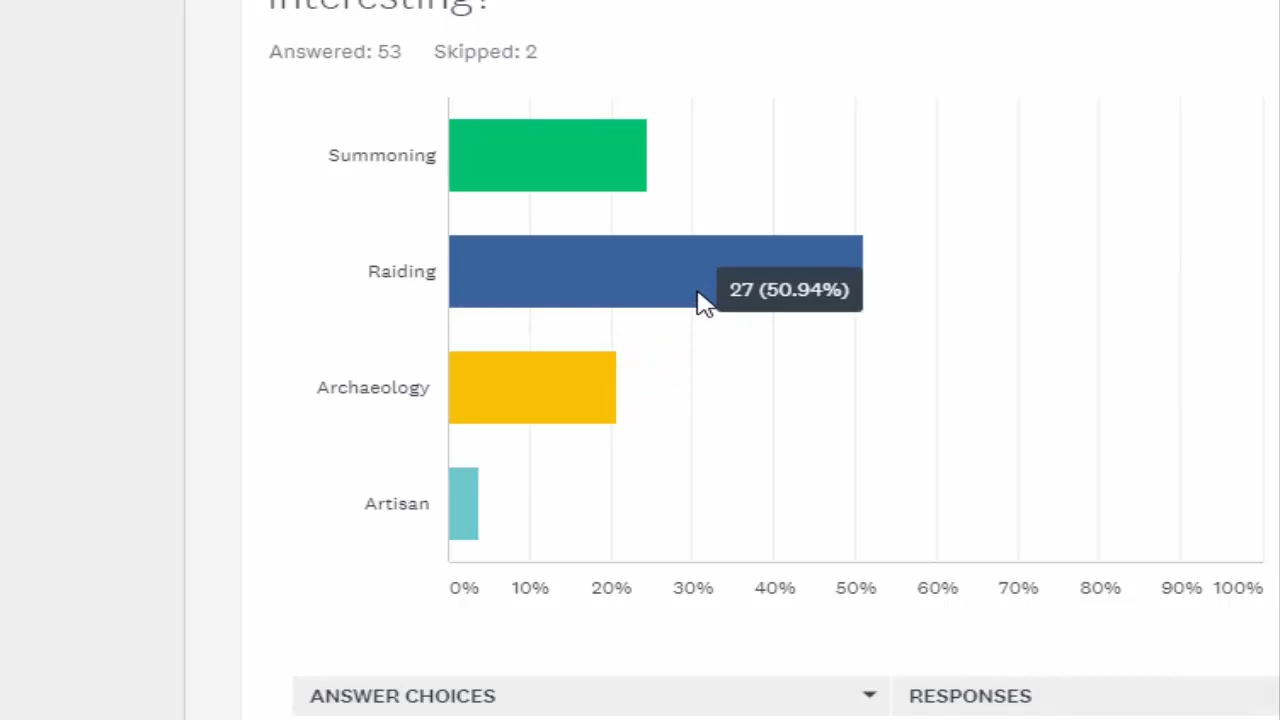 interesting?
Answered: 53 Skipped: 2
Summoning
Raiding
27 (50.94%)
Archaeology
Artisan
0% 10% 20% 30% 40% 50% 60% 70% 80% 90% 100%
ANSWER CHOICES RESPONSES